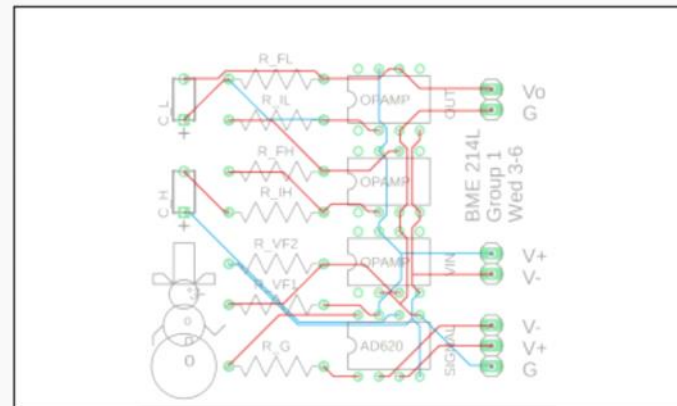 R_FL
OPAMP
OUT
Vo
G
C_L
+
R_IL
R_FH
OPAMP
R_IH
C_H
+
BME 214L
Group 1
Wed 3-6
R_VF2
OPAMP
VIN
V+
V-
R_VF1
R_G
AD620
SIGNAL
V-
V+
G